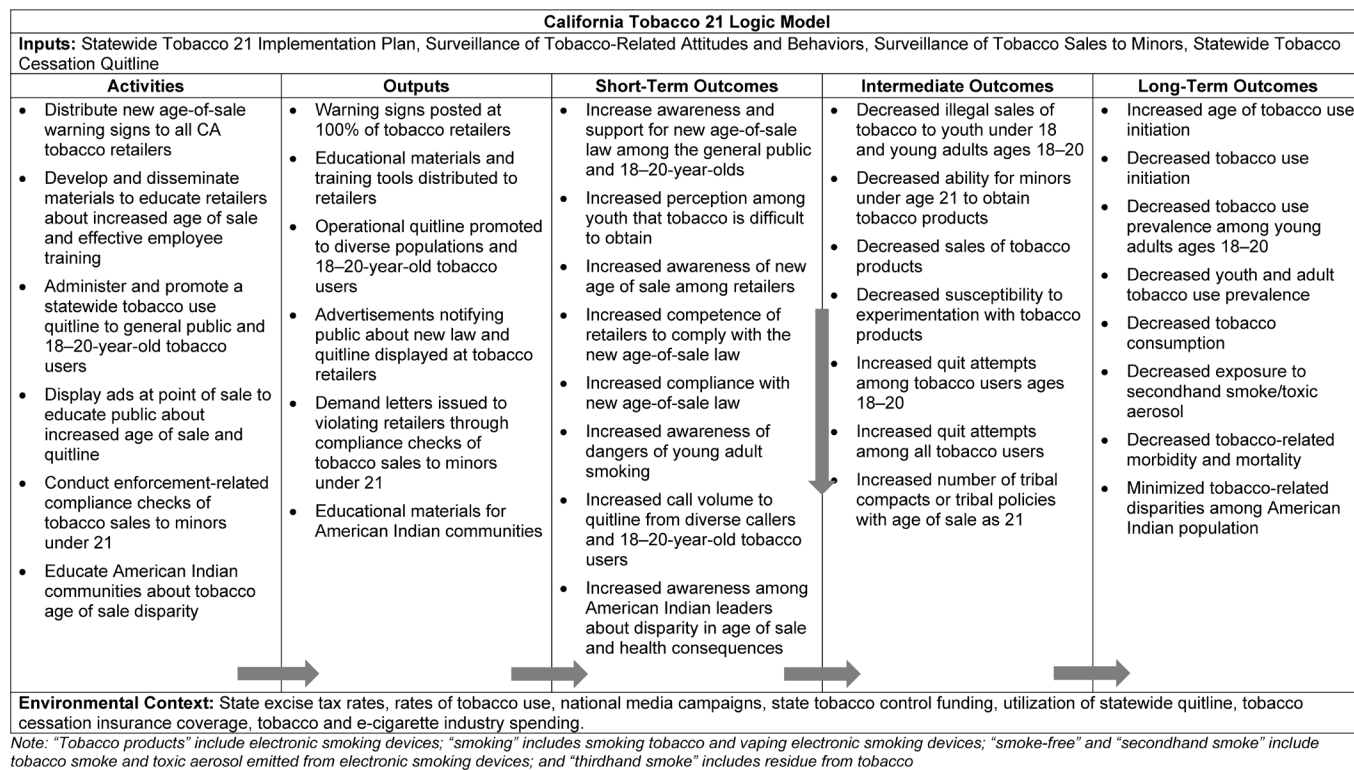 California Tobacco 21 Logic Model
Inputs: Statewide Tobacco 21 Implementation Plan, Surveillance of Tobacco-Related Attitudes and Behaviors, Surveillance of Tobacco Sales to Minors, Statewide Tobacco
Cessation Quitline
Activities
• Distribute new age-of-sale
warning signs to all CA
tobacco retailers
• Develop and disseminate
materials to educate retailers
about increased age of sale
and effective employee
training
• Administer and promote a
statewide tobacco use
quitline to general public and
18–20-year-old tobacco
users
• Display ads at point of sale to
educate public about
increased age of sale and
quitline
• Conduct enforcement-related
compliance checks of
tobacco sales to minors
under 21
• Educate American Indian
communities about tobacco
age of sale disparity
Outputs
• Warning signs posted at
100% of tobacco retailers
• Educational materials and
training tools distributed to
retailers
• Operational quitline promoted
to diverse populations and
18–20-year-old tobacco
users
• Advertisements notifying
public about new law and
quitline displayed at tobacco
retailers
• Demand letters issued to
violating retailers through
compliance checks of
tobacco sales to minors
under 21
• Educational materials for
American Indian communities
Short-Term Outcomes
• Increase awareness and
support for new age-of-sale
law among the general public
and 18–20-year-olds
• Increased perception among
youth that tobacco is difficult
to obtain
• Increased awareness of new
age of sale among retailers
• Increased competence of
retailers to comply with the
new age-of-sale law
• Increased compliance with
new age-of-sale law
• Increased awareness of
dangers of young adult
smoking
• Increased call volume to
quitline from diverse callers
and 18–20-year-old tobacco
users
• Increased awareness among
American Indian leaders
about disparity in age of sale
and health consequences
Intermediate Outcomes
• Decreased illegal sales of
tobacco to youth under 18
and young adults ages 18–20
• Decreased ability for minors
under age 21 to obtain
tobacco products
• Decreased sales of tobacco
products
• Decreased susceptibility to
experimentation with tobacco
products
• Increased quit attempts
among tobacco users ages
18–20
• Increased quit attempts
among all tobacco users
• Increased number of tribal
compacts or tribal policies
with age of sale as 21
Long-Term Outcomes
• Increased age of tobacco use
initiation
• Decreased tobacco use
initiation
• Decreased tobacco use
prevalence among young
adults ages 18–20
• Decreased youth and adult
tobacco use prevalence
• Decreased tobacco
consumption
• Decreased exposure to
secondhand smoke/toxic
aerosol
• Decreased tobacco-related
morbidity and mortality
• Minimized tobacco-related
disparities among American
Indian population
Environmental Context: State excise tax rates, rates of tobacco use, national media campaigns, state tobacco control funding, utilization of statewide quitline, tobacco
cessation insurance coverage, tobacco and e-cigarette industry spending.
Note: “Tobacco products” include electronic smoking devices; “smoking” includes smoking tobacco and vaping electronic smoking devices; “smoke-free” and “secondhand smoke” include
tobacco smoke and toxic aerosol emitted from electronic smoking devices; and “thirdhand smoke” includes residue from tobacco